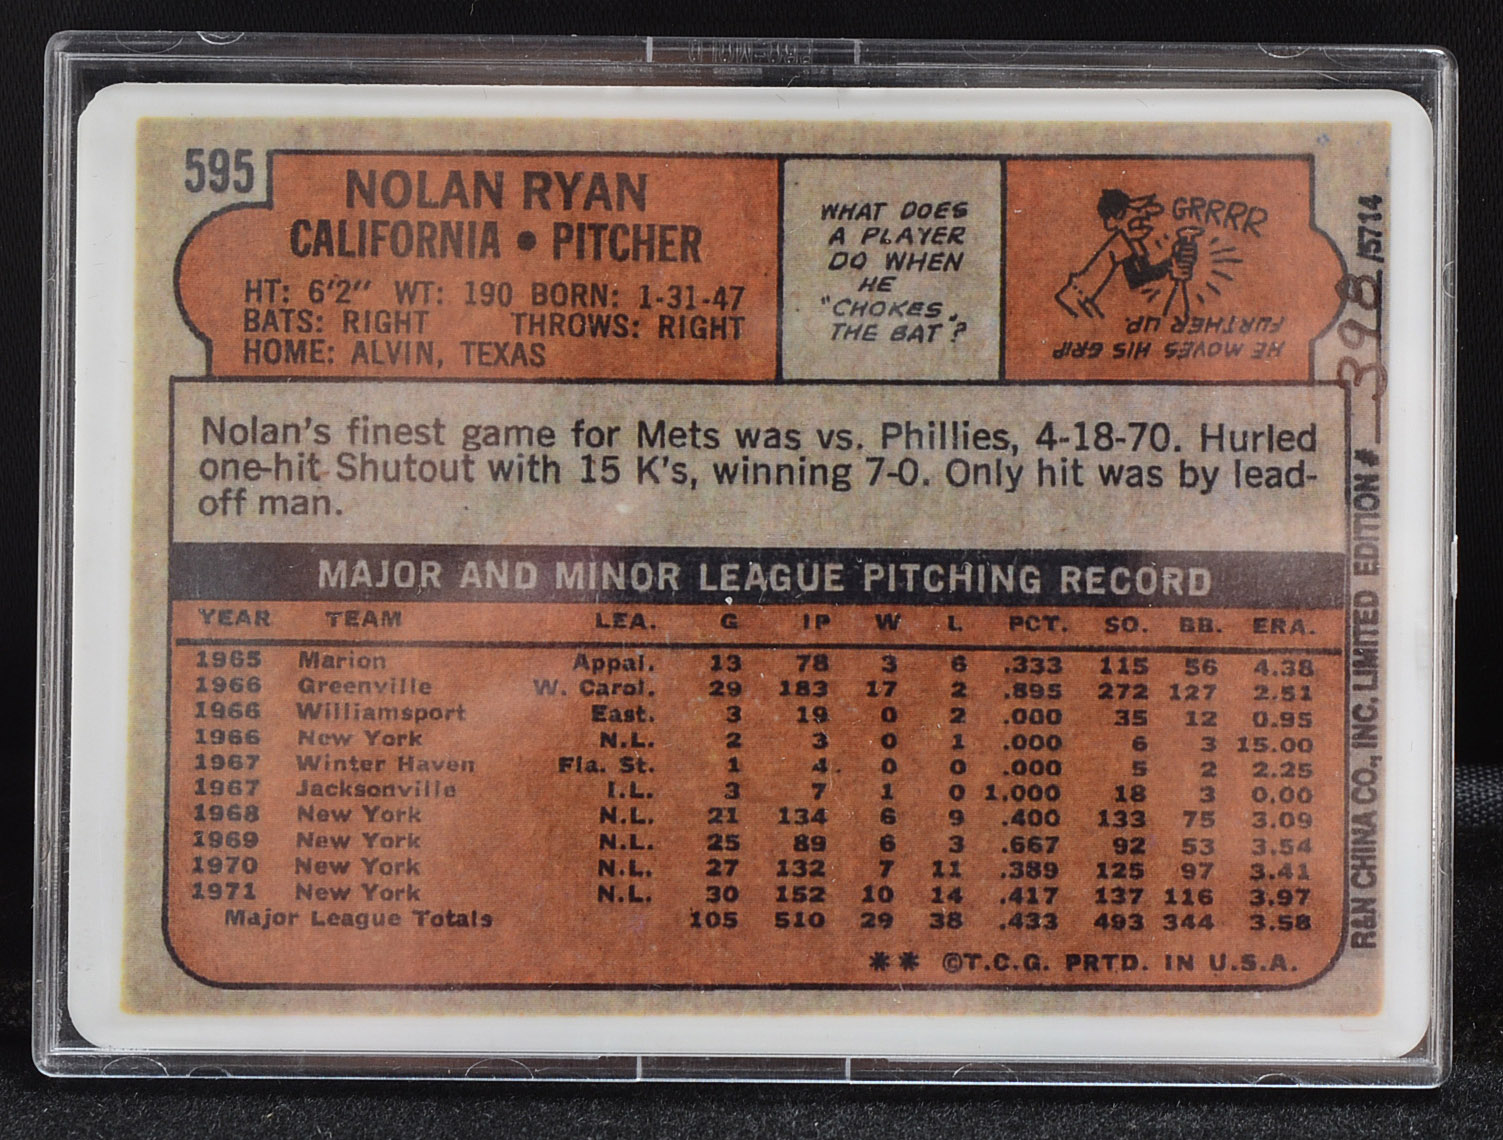 595
NOLAN RYAN
CALIFORNIA • PITCHER
HT: 6'2" WT: 190 BORN: 1-31-47
BATS: RIGHT THROWS: RIGHT
HOME: ALVIN, TEXAS
WHAT DOES
A PLAYER
DO WHEN
HE
"CHOKES
THE BAT"?
GRRRR
HE MOVES HIS GRIP
FURTHER UP.
Nolan's finest game for Mets was vs. Phillies, 4-18-70. Hurled
one-hit Shutout with 15 K's, winning 7-0. Only hit was by lead-
off man.
MAJOR AND MINOR LEAGUE PITCHING RECORD
YEAR TEAM LEA. G IP W L PCT. SO. BB. ERA.
1965 Marion Appal. 13 78 3 6 .333 115 56 4.38
1966 Greenville W. Carol. 29 183 17 2 .895 272 127 2.51
1966 Williamsport East. 3 19 0 2 .000 35 12 0.95
1966 New York N.L. 2 3 0 1 .000 6 3 15.00
1967 Winter Haven Fla. St. 1 4 0 0 .000 5 2 2.25
1967 Jacksonville I.L. 3 7 1 0 1.000 18 3 0.00
1968 New York N.L. 21 134 6 9 .400 133 75 3.09
1969 New York N.L. 25 89 6 3 .667 92 53 3.54
1970 New York N.L. 27 132 7 11 .389 125 97 3.41
1971 New York N.L. 30 152 10 14 .417 137 116 3.97
Major League Totals 105 510 29 38 .433 493 344 3.58
** ©T.C.G. PRTD. IN U.S.A.
R&N CHINA CO., INC. LIMITED EDITION # 398 /5714